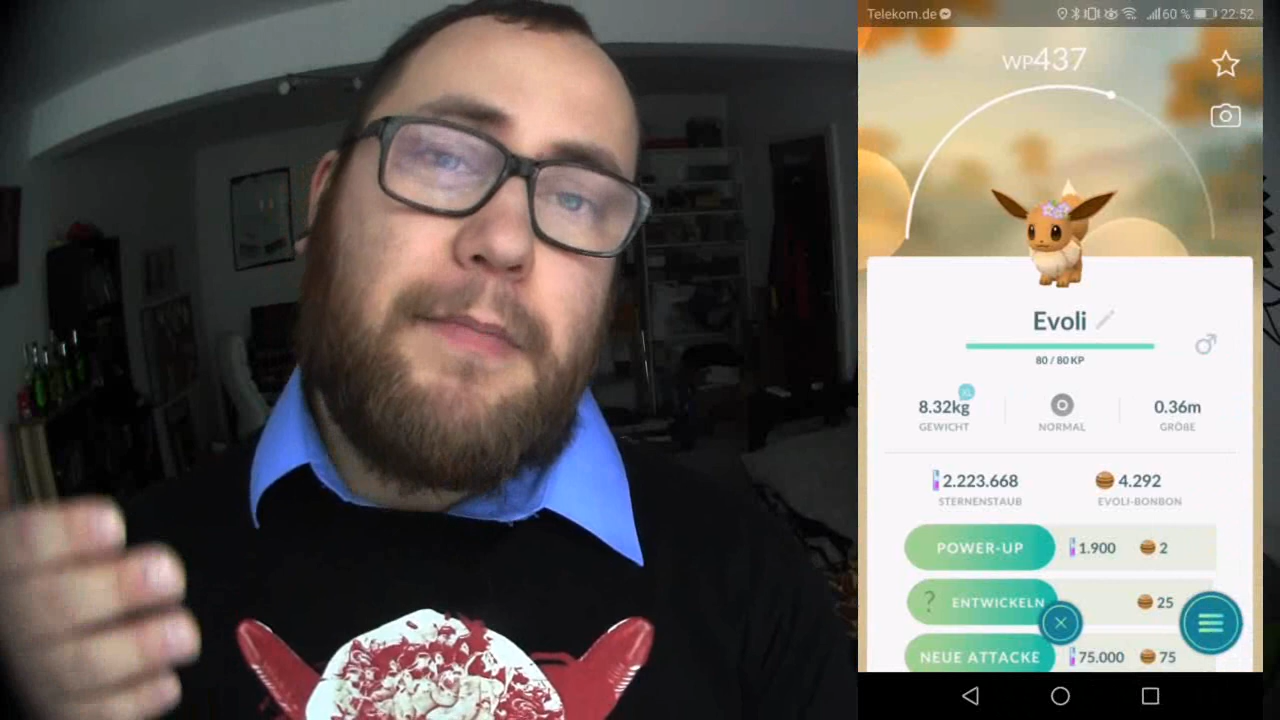 Telekom.de 60 % 22:52
WP437
Evoli
80 / 80 KP
XL
8.32kg
GEWICHT
NORMAL
0.36m
GRÖßE
2.223.668
STERNENSTAUB
4.292
EVOLI-BONBON
POWER-UP 1.900 2
? ENTWICKELN 25
NEUE ATTACKE 75.000 75